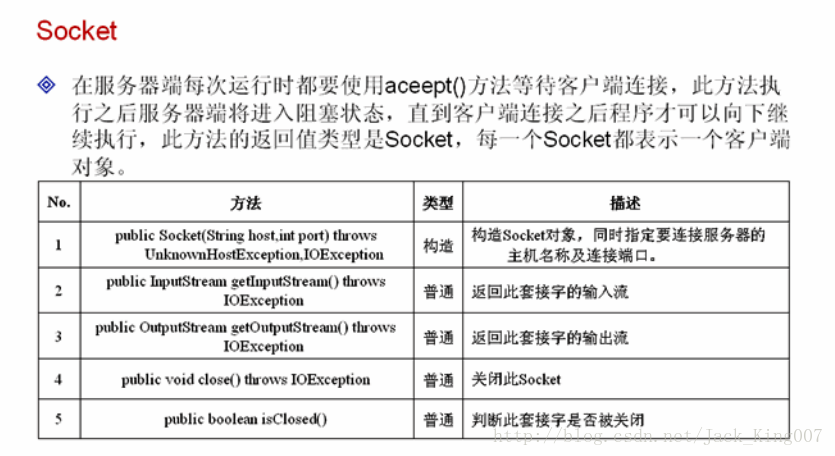 Socket
在服务器端每次运行时都要使用aceept()方法等待客户端连接，此方法执
行之后服务器端将进入阻塞状态，直到客户端连接之后程序才可以向下继
续执行，此方法的返回值类型是Socket，每一个Socket都表示一个客户端
对象。
No. 方法 类型 描述
1 public Socket(String host,int port) throws 构造 构造Socket对象，同时指定要连接服务器的
UnknownHostException,IOException 主机名称及连接端口。
2 public InputStream getInputStream() throws 普通 返回此套接字的输入流
IOException
3 public OutputStream getOutputStream() throws 普通 返回此套接字的输出流
IOException
4 public void close() throws IOException 普通 关闭此Socket
5 public boolean isClosed() 普通 判断此套接字是否被关闭
http://blog.csdn.net/Jack_King007